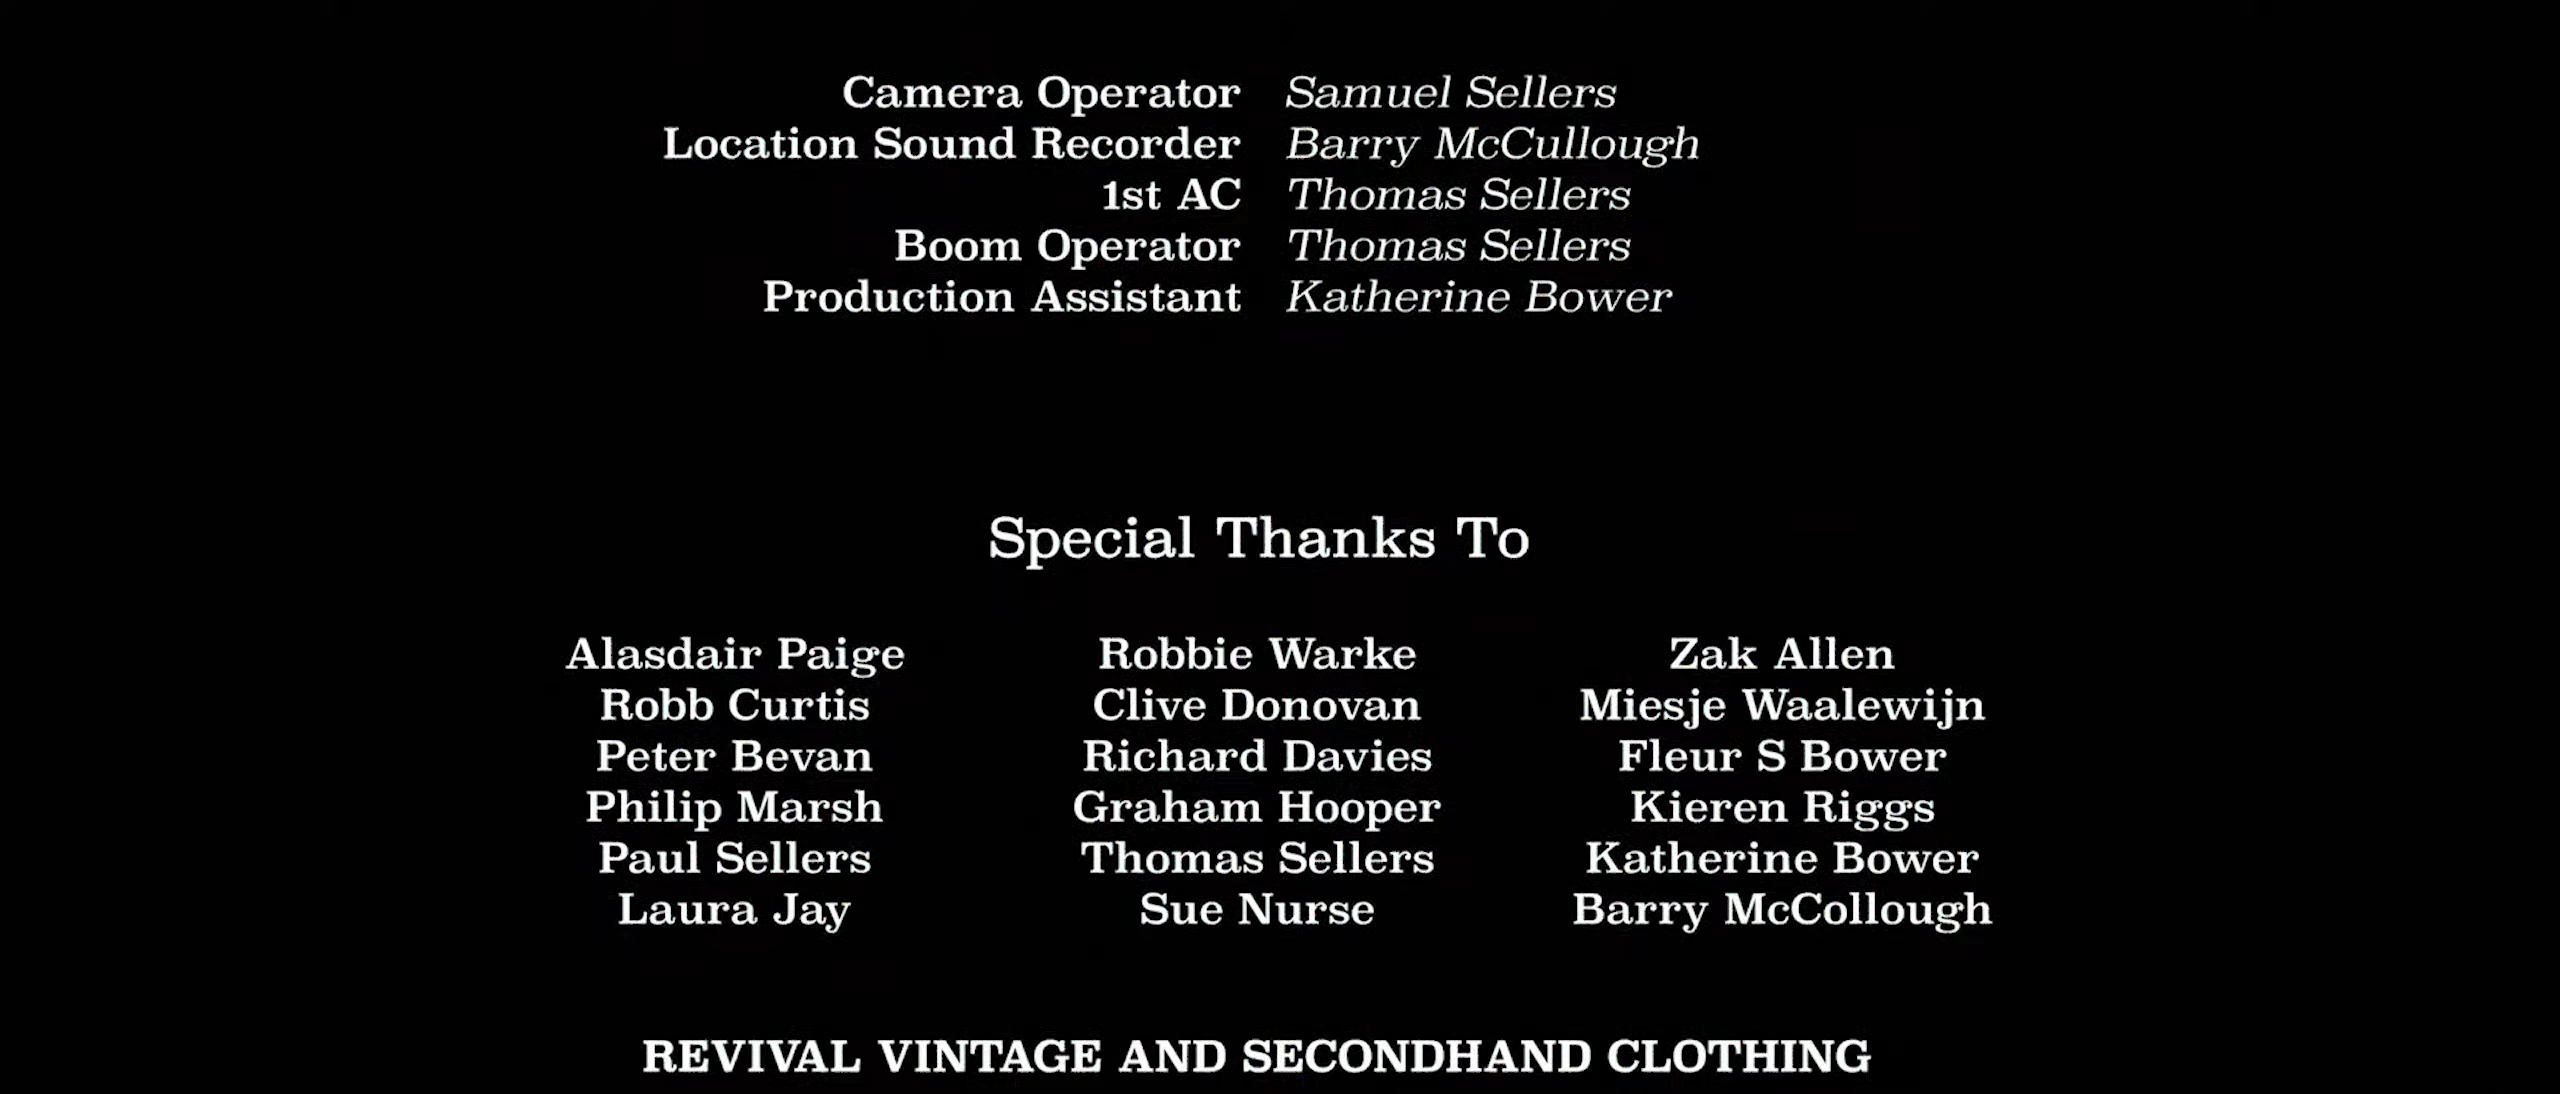 Camera Operator Samuel Sellers
Location Sound Recorder Barry McCullough
1st AC Thomas Sellers
Boom Operator Thomas Sellers
Production Assistant Katherine Bower
Special Thanks To
Alasdair Paige Robbie Warke Zak Allen
Robb Curtis Clive Donovan Miesje Waalewijn
Peter Bevan Richard Davies Fleur S Bower
Philip Marsh Graham Hooper Kieren Riggs
Paul Sellers Thomas Sellers Katherine Bower
Laura Jay Sue Nurse Barry McCollough
REVIVAL VINTAGE AND SECONDHAND CLOTHING